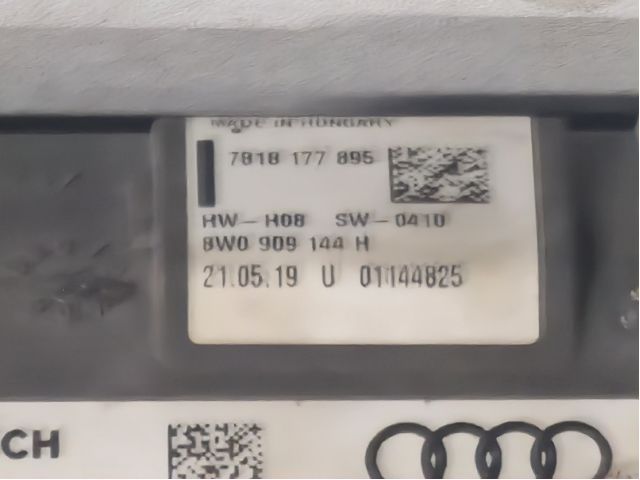 MADE IN HUNGARY
7818 177 895
HW-H08 SW-0410
8W0 909 144 H
21.05.19 U 01144825
CH